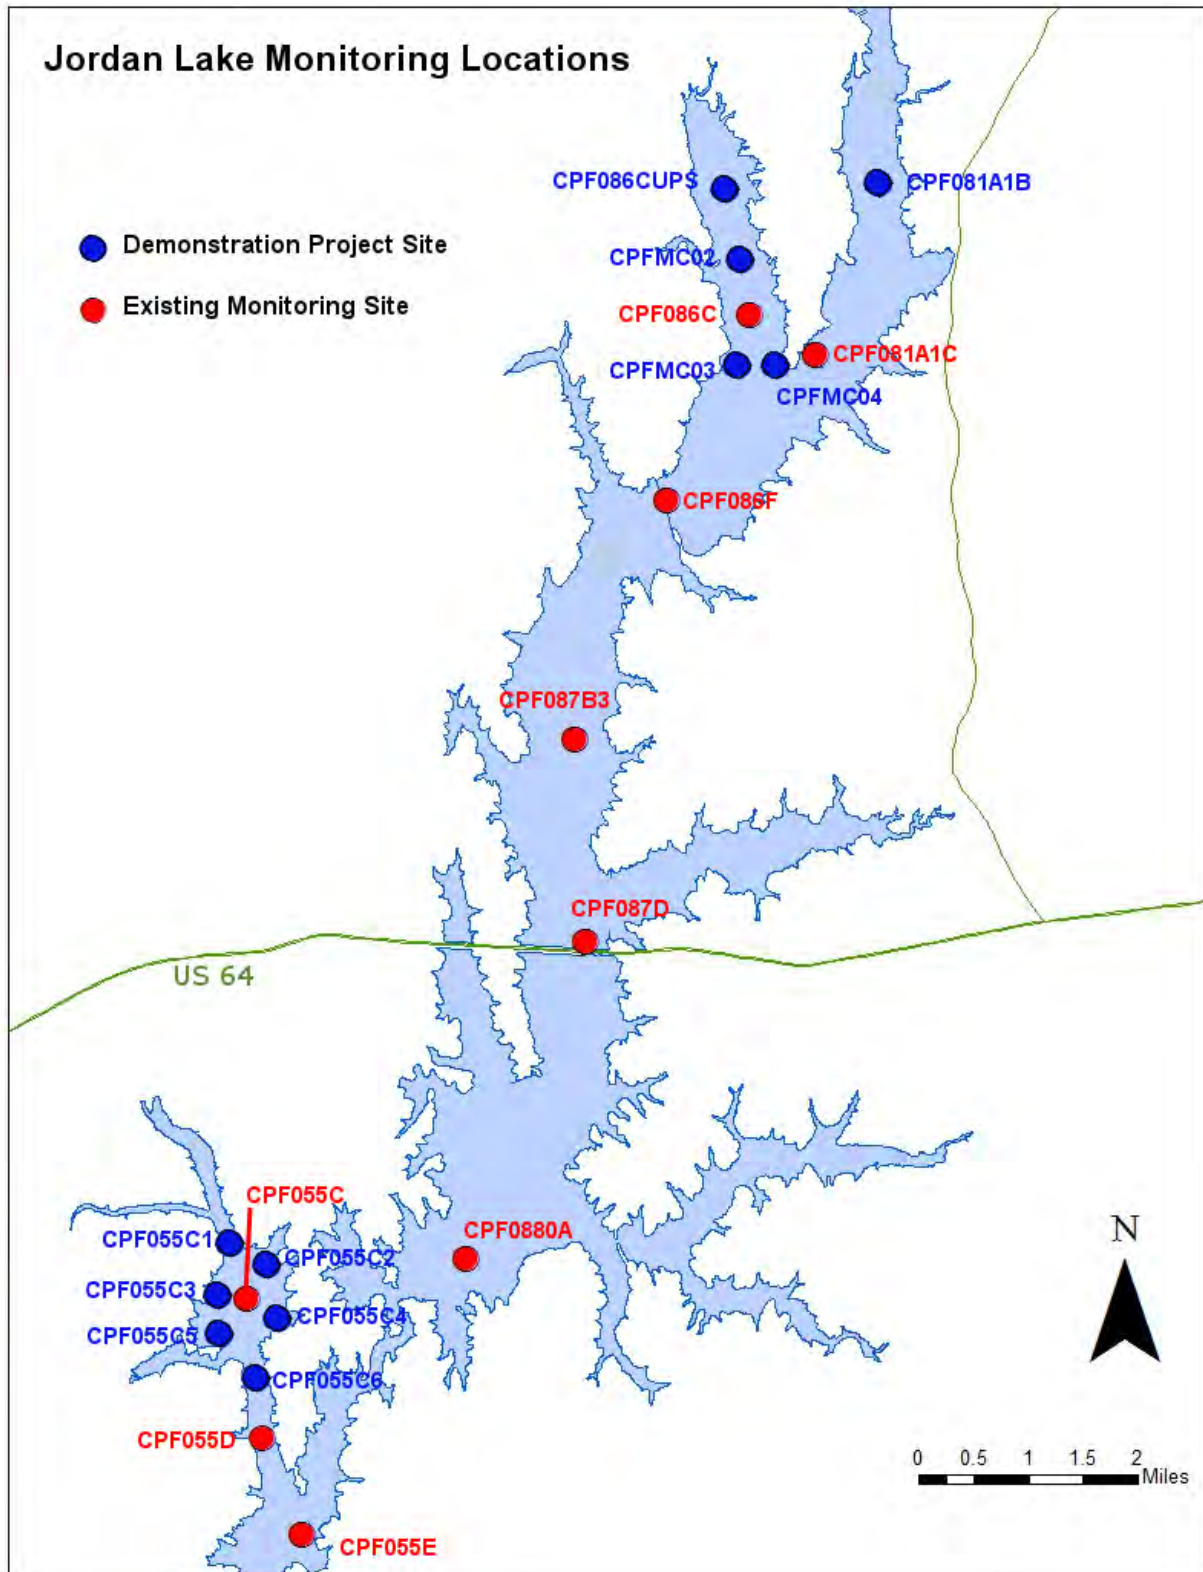 Jordan Lake Monitoring Locations
CPF086CUPS
CPF081A1B
Demonstration Project Site
CPFMC02
Existing Monitoring Site
CPF086C
CPF081A1C
CPFMC03
CPFMC04
CPF086F
CPF087B3
CPF087D
US 64
CPF055C
CPF055C1
CPF0880A
CPF055C2
CPF055C3
CPF055C4
CPF055C5
CPF055C6
CPF055D
CPF055E
N
0 0.5 1 1.5 2
Miles